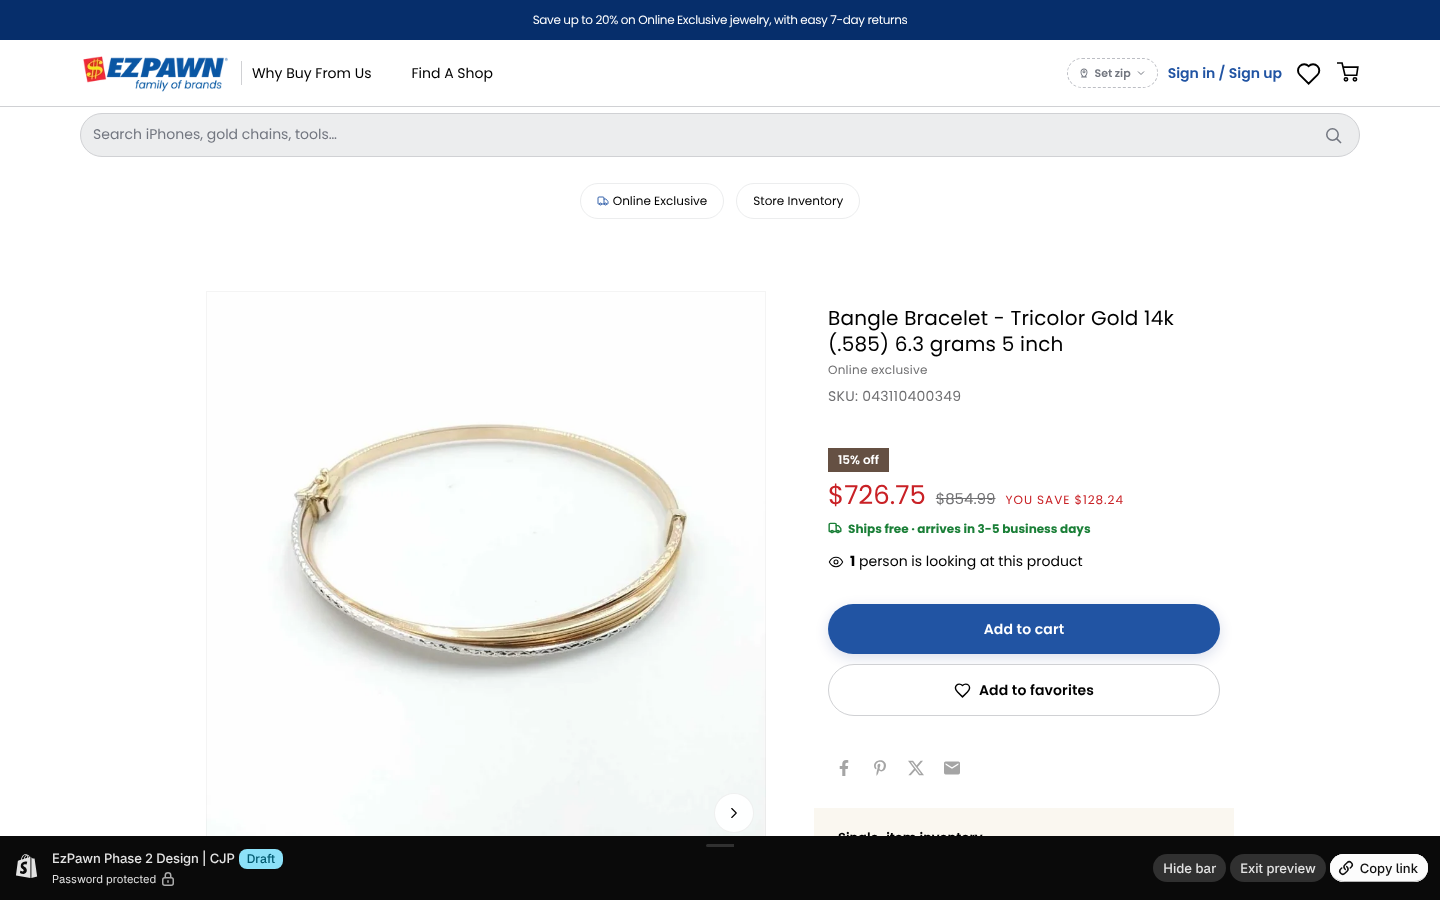 Save up to 20% on Online Exclusive jewelry, with easy 7-day returns
EZPAWN
family of brands
Why Buy From Us
Find A Shop
Set zip
Sign in / Sign up
Search iPhones, gold chains, tools...
Online Exclusive
Store Inventory
Bangle Bracelet - Tricolor Gold 14k
(.585) 6.3 grams 5 inch
Online exclusive
SKU: 043110400349
15% off
$726.75 $854.99 YOU SAVE $128.24
Ships free · arrives in 3-5 business days
1 person is looking at this product
Add to cart
Add to favorites
Single-item inventory
EzPawn Phase 2 Design | CJP Draft
Password protected
Hide bar
Exit preview
Copy link